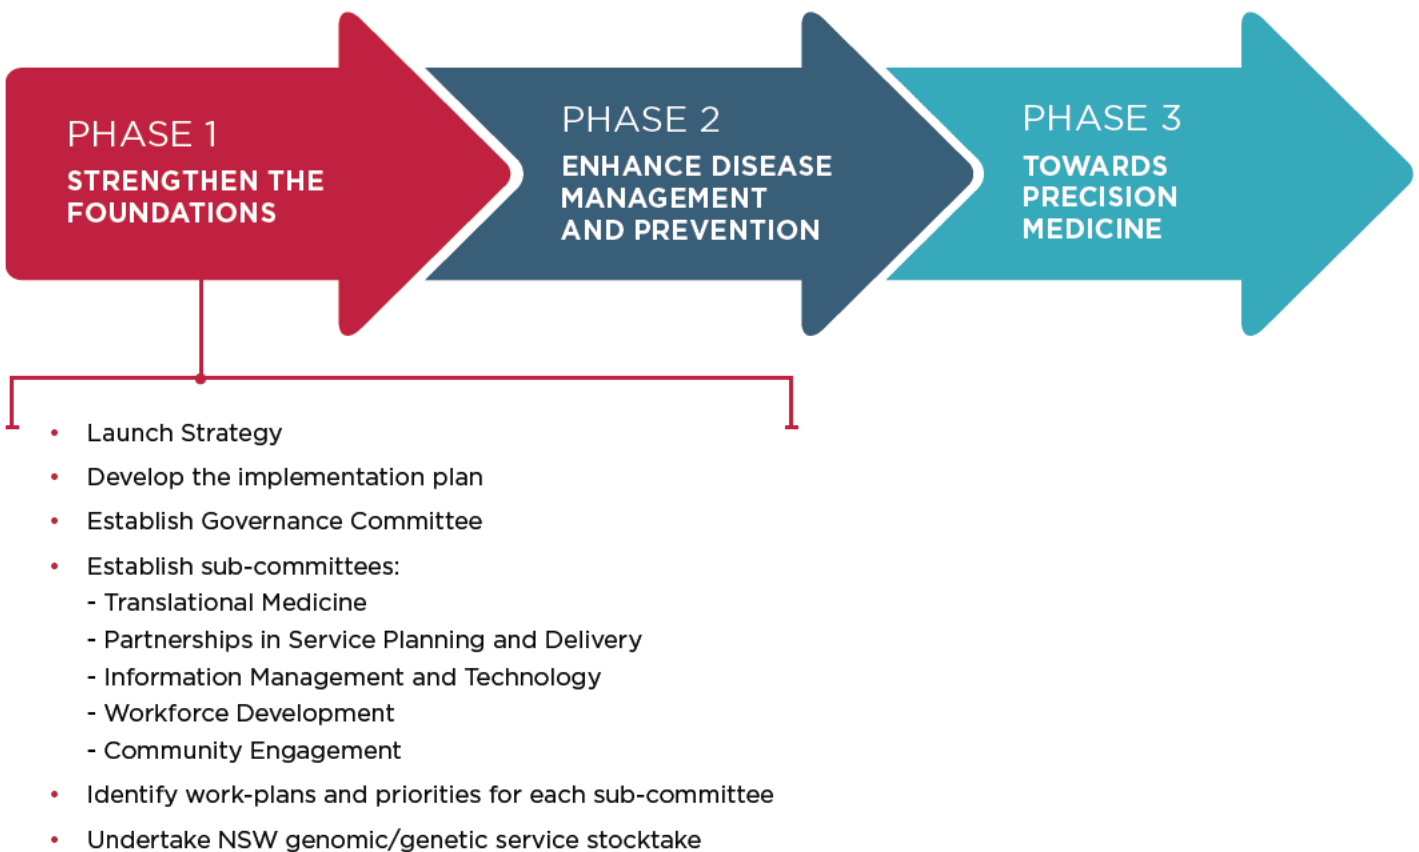 PHASE 1
STRENGTHEN THE
FOUNDATIONS
PHASE 2
ENHANCE DISEASE
MANAGEMENT
AND PREVENTION
PHASE 3
TOWARDS
PRECISION
MEDICINE
• Launch Strategy
• Develop the implementation plan
• Establish Governance Committee
• Establish sub-committees:
- Translational Medicine
- Partnerships in Service Planning and Delivery
- Information Management and Technology
- Workforce Development
- Community Engagement
• Identify work-plans and priorities for each sub-committee
• Undertake NSW genomic/genetic service stocktake